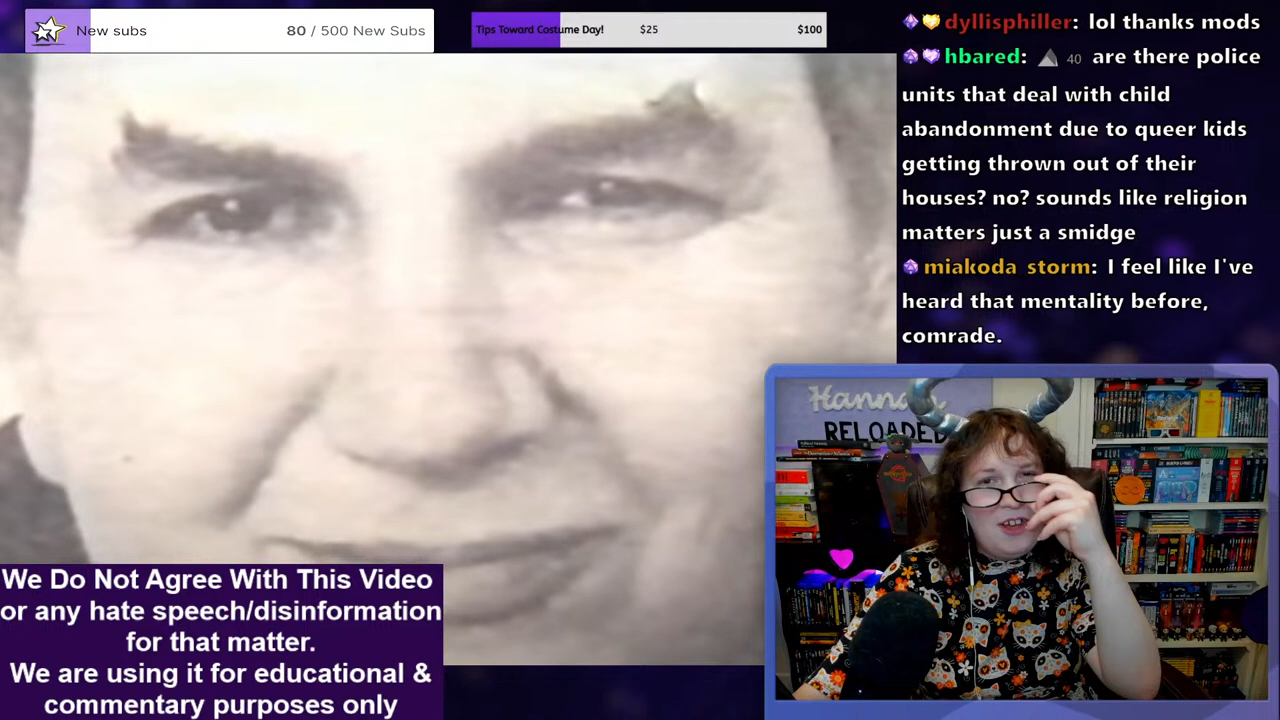 New subs
80 / 500 New Subs
Tips Toward Costume Day!
$25
$100
dyllisphiller: lol thanks mods
hbared: 40 are there police
units that deal with child
abandonment due to queer kids
getting thrown out of their
houses? no? sounds like religion
matters just a smidge
miakoda storm: I feel like I've
heard that mentality before,
comrade.
Hannah
RELOADED
We Do Not Agree With This Video
or any hate speech/disinformation
for that matter.
We are using it for educational &
commentary purposes only